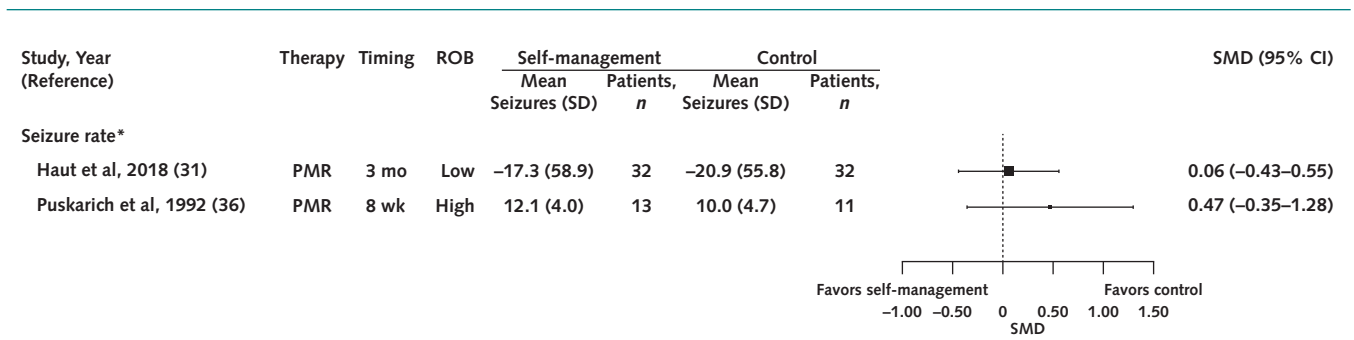 Study, Year Therapy Timing ROB Self-management Control SMD (95% CI)
(Reference) Mean Patients, Mean Patients,
Seizures (SD) n Seizures (SD) n
Seizure rate*
Haut et al, 2018 (31) PMR 3 mo Low –17.3 (58.9) 32 –20.9 (55.8) 32 0.06 (–0.43–0.55)
Puskarich et al, 1992 (36) PMR 8 wk High 12.1 (4.0) 13 10.0 (4.7) 11 0.47 (–0.35–1.28)
Favors self-management Favors control
–1.00 –0.50 0 0.50 1.00 1.50
SMD